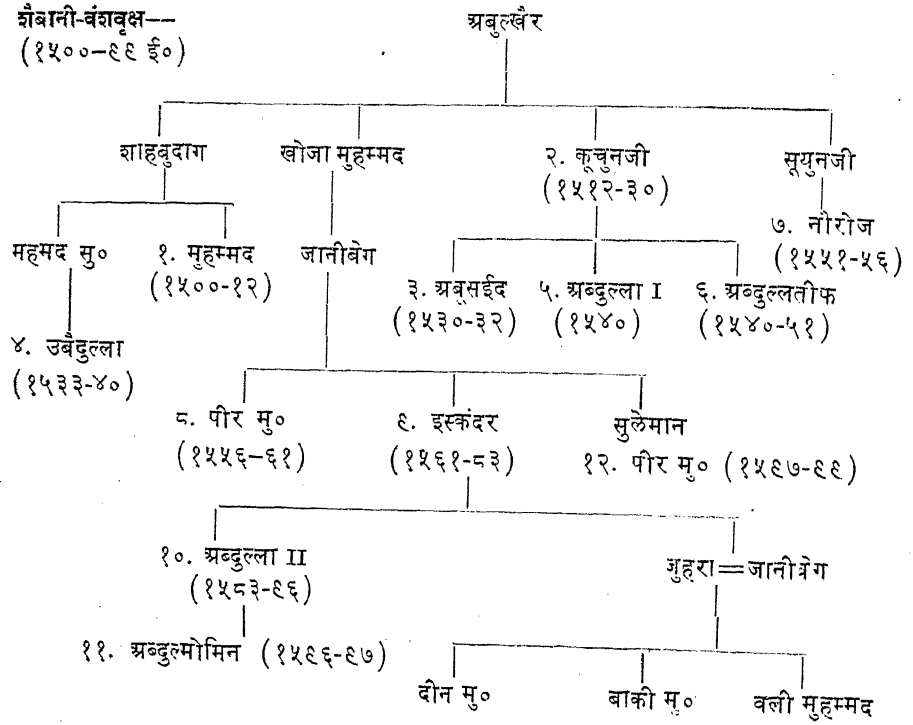 शैबानी-वंशवृक्ष--
(१५००-९९ ई०)
अबुल्खैर
शाहबुदाग खोजा मुहम्मद २. कूचुनजी सूयुनजी
(१५१२-३०)
७. नौरोज
(१५५१-५६)
महमद सु० १. मुहम्मद जानीबेग
(१५००-१२)
३. अबूसईद ५. अब्दुल्ला I ६. अब्दुल्लतीफ
(१५३०-३२) (१५४०) (१५४०-५१)
४. उबैदुल्ला
(१५३३-४०)
८. पीर मु० ९. इस्कंदर सुलेमान
(१५५६-६१) (१५६१-८३) १२. पीर मु० (१५९७-९९)
१०. अब्दुल्ला II जुहरा=जानीबेग
(१५८३-९६)
११. अब्दुल्मोमिन (१५९६-९७)
दीन मु० बाकी मु० वली मुहम्मद